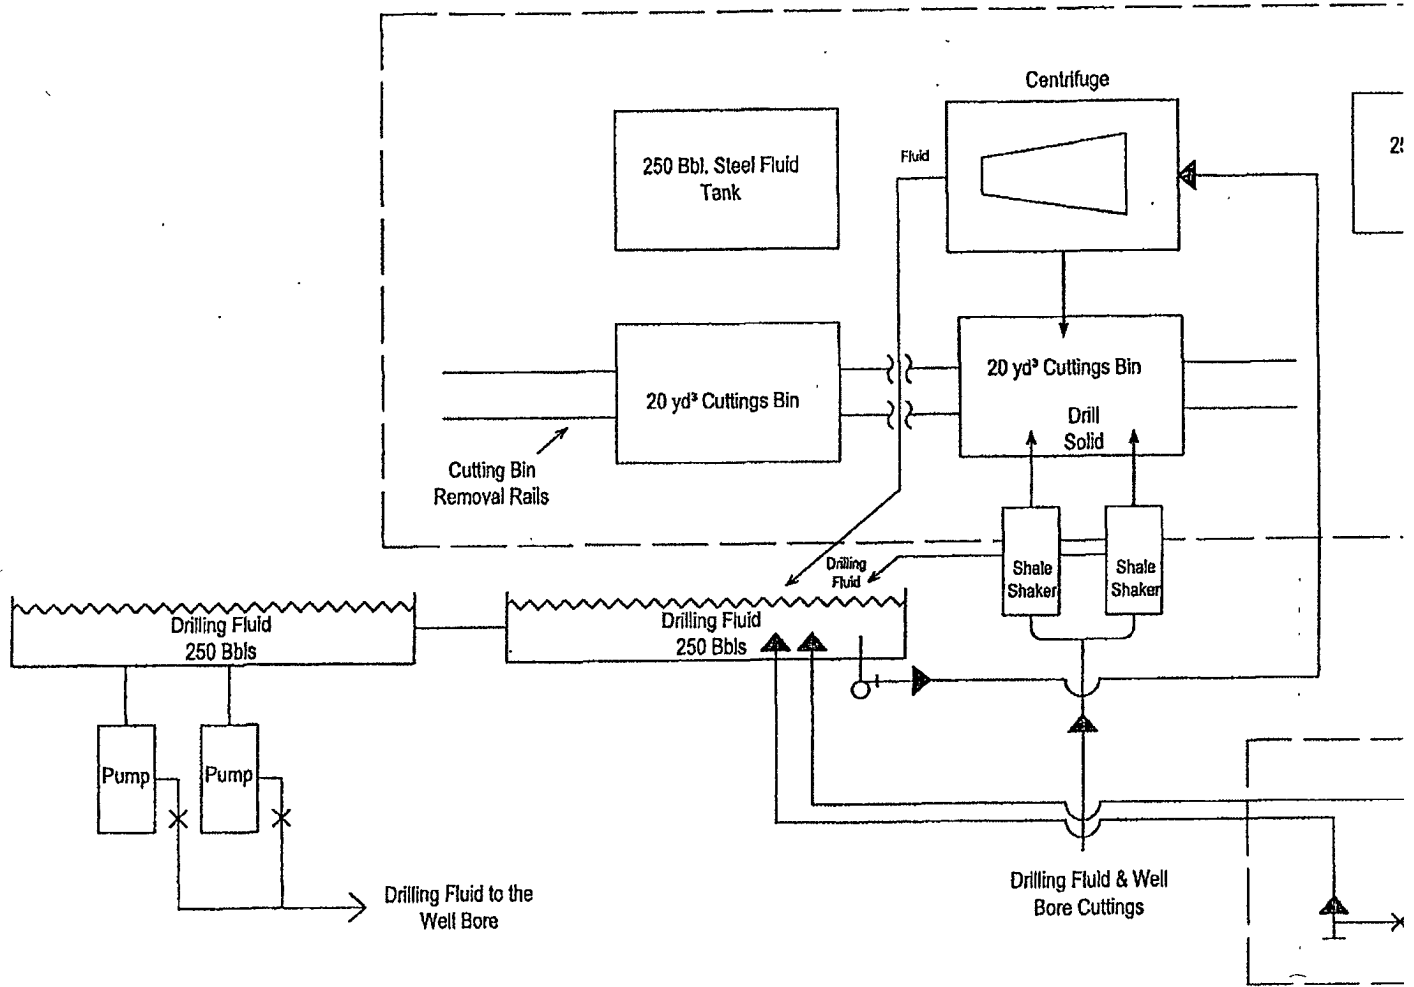 Centrifuge
250 Bbl. Steel Fluid
Tank
Fluid
20 yd³ Cuttings Bin
20 yd³ Cuttings Bin
Drill
Solid
Cutting Bin
Removal Rails
Shale
Shaker
Shale
Shaker
Drilling
Fluid
Drilling Fluid
250 Bbls
Drilling Fluid
250 Bbls
Pump
Pump
Drilling Fluid to the
Well Bore
Drilling Fluid & Well
Bore Cuttings